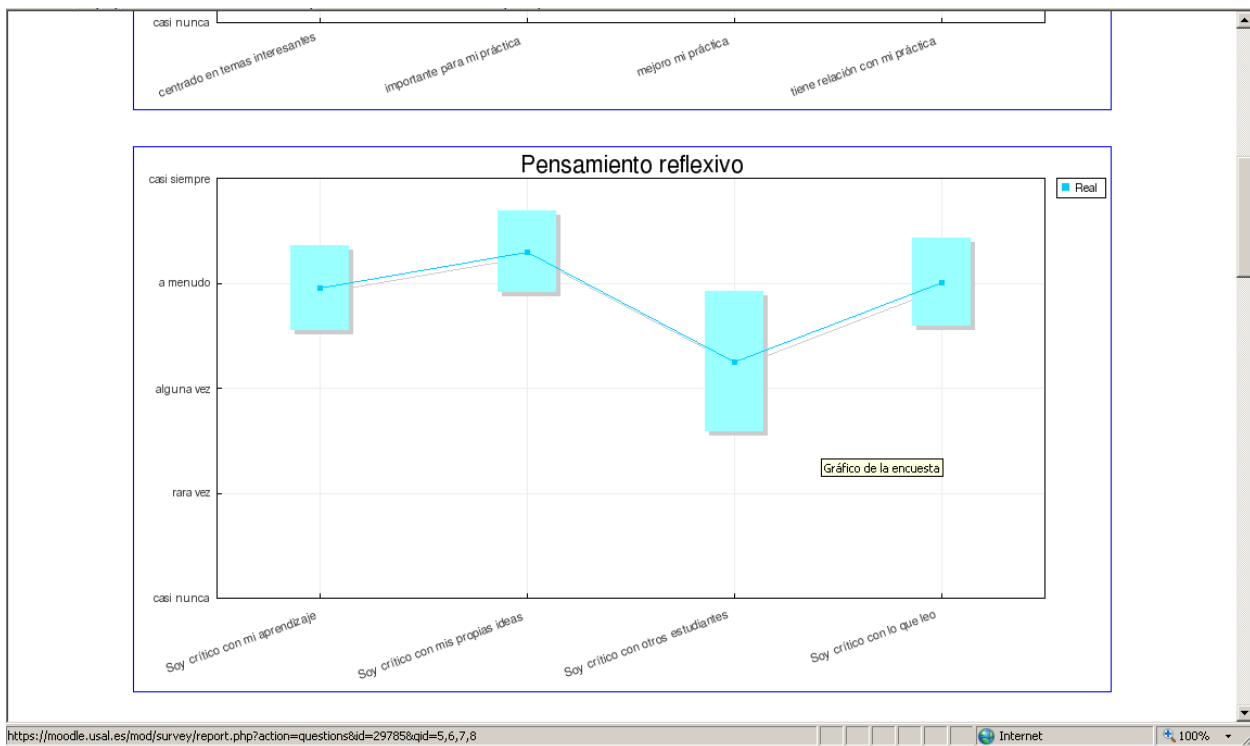 casi nunca
centrado en temas interesantes
importante para mi práctica
mejoro mi práctica
tiene relación con mi práctica
Pensamiento reflexivo
casi siempre
Real
a menudo
alguna vez
Gráfico de la encuesta
rara vez
casi nunca
Soy crítico con mi aprendizaje
Soy crítico con mis propias ideas
Soy crítico con otros estudiantes
Soy crítico con lo que leo
https://moodle.usal.es/mod/survey/report.php?action=questions&id=29785&qid=5,6,7,8
Internet
100%